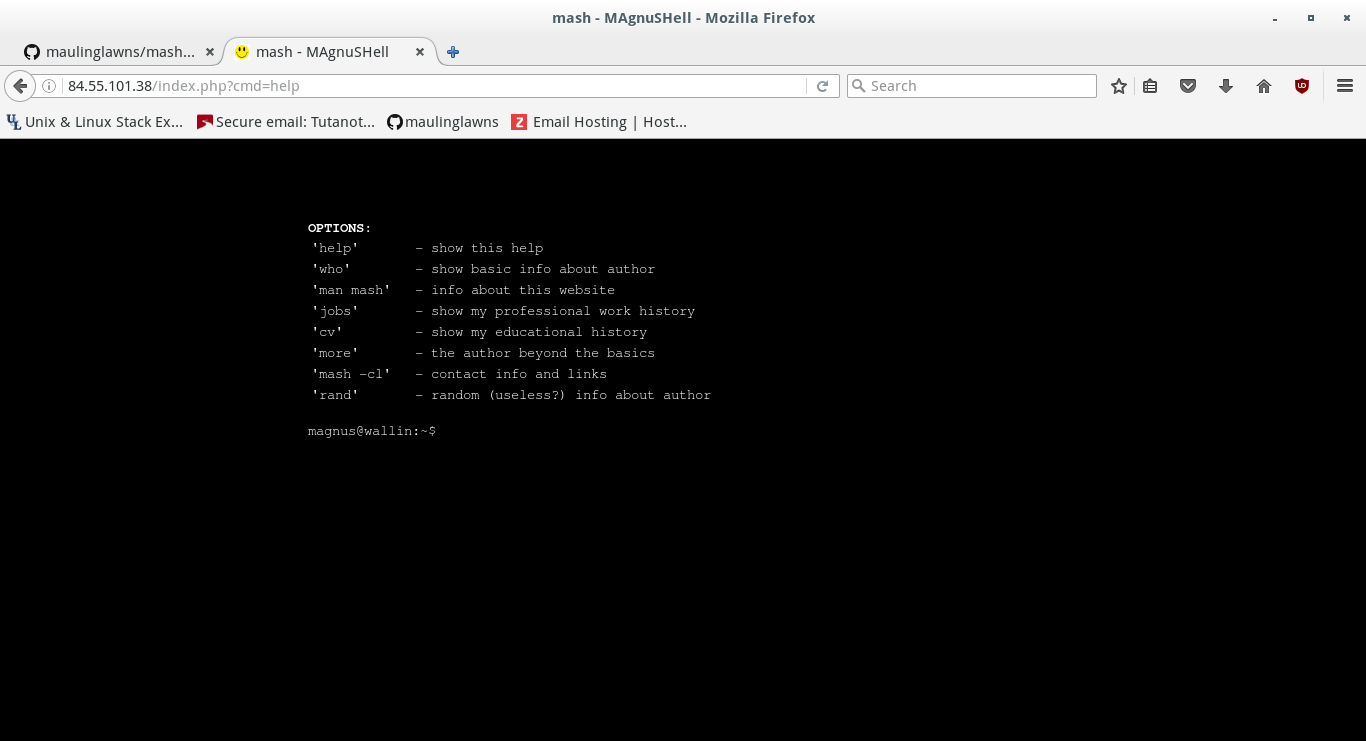 mash - MAgnuSHell - Mozilla Firefox
maulinglawns/mash... mash - MAgnuSHell
84.55.101.38/index.php?cmd=help Search
Unix & Linux Stack Ex... Secure email: Tutanot... maulinglawns Z Email Hosting | Host...
OPTIONS:
'help' - show this help
'who' - show basic info about author
'man mash' - info about this website
'jobs' - show my professional work history
'cv' - show my educational history
'more' - the author beyond the basics
'mash -cl' - contact info and links
'rand' - random (useless?) info about author
magnus@wallin:~$